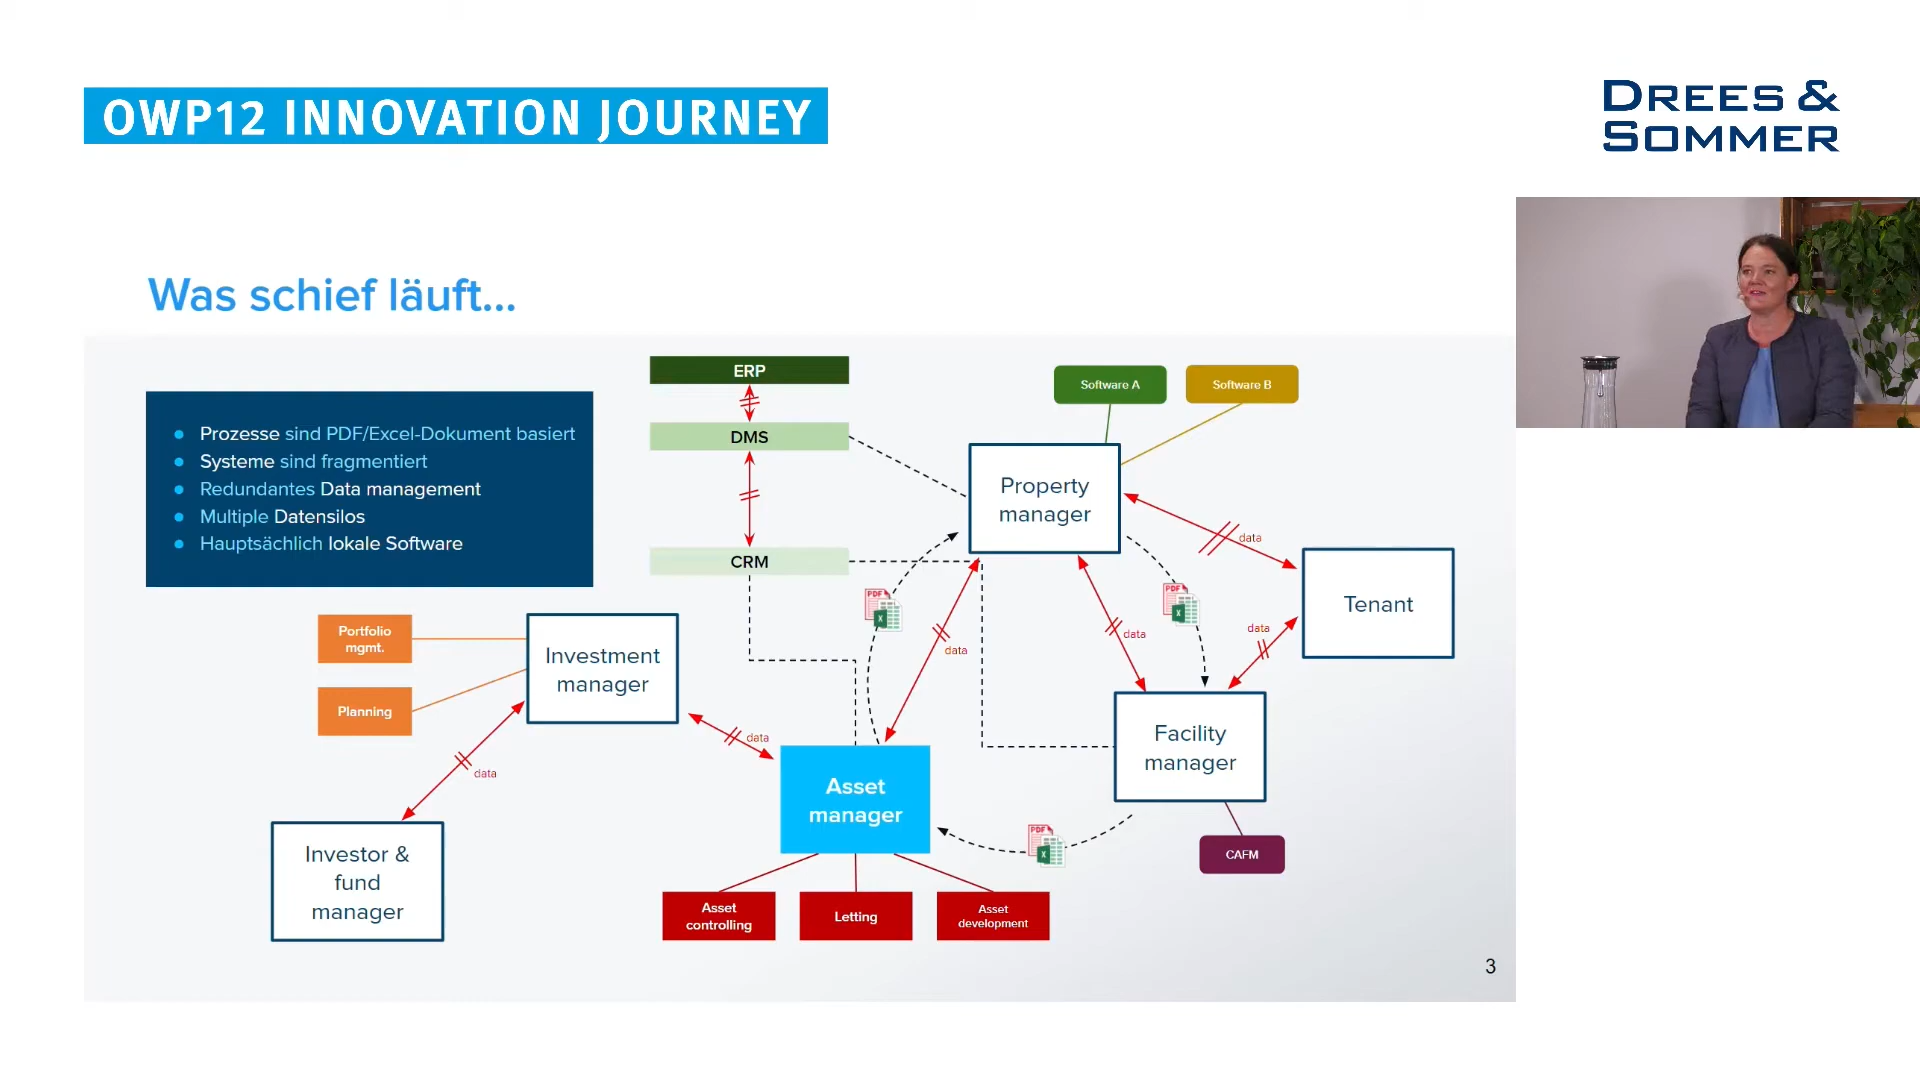 OWP12 INNOVATION JOURNEY
DREES &
SOMMER
Was schief läuft...
Prozesse sind PDF/Excel-Dokument basiert
Systeme sind fragmentiert
Redundantes Data management
Multiple Datensilos
Hauptsächlich lokale Software
ERP
DMS
CRM
Software A
Software B
Property
manager
data
Tenant
PDF
X
PDF
X
data
data
data
Portfolio
mgmt.
Planning
Investment
manager
data
data
Asset
manager
Facility
manager
PDF
X
CAFM
Investor &
fund
manager
Asset
controlling
Letting
Asset
development
3